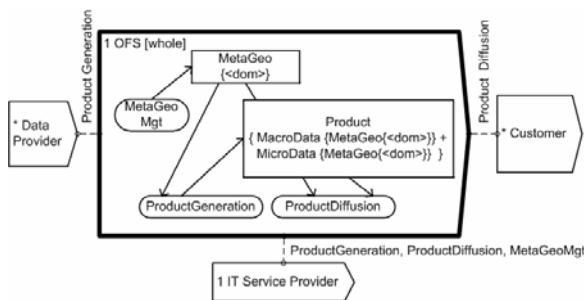 1 OFS [whole]
MetaGeo
{<dom>}
MetaGeo
Mgt
Product
{ MacroData {MetaGeo{<dom>}} +
MicroData {MetaGeo{<dom>}} }
ProductGeneration
ProductDiffusion
Product Generation
* Data
Provider
Product Diffusion
* Customer
ProductGeneration, ProductDiffusion, MetaGeoMgt
1 IT Service Provider